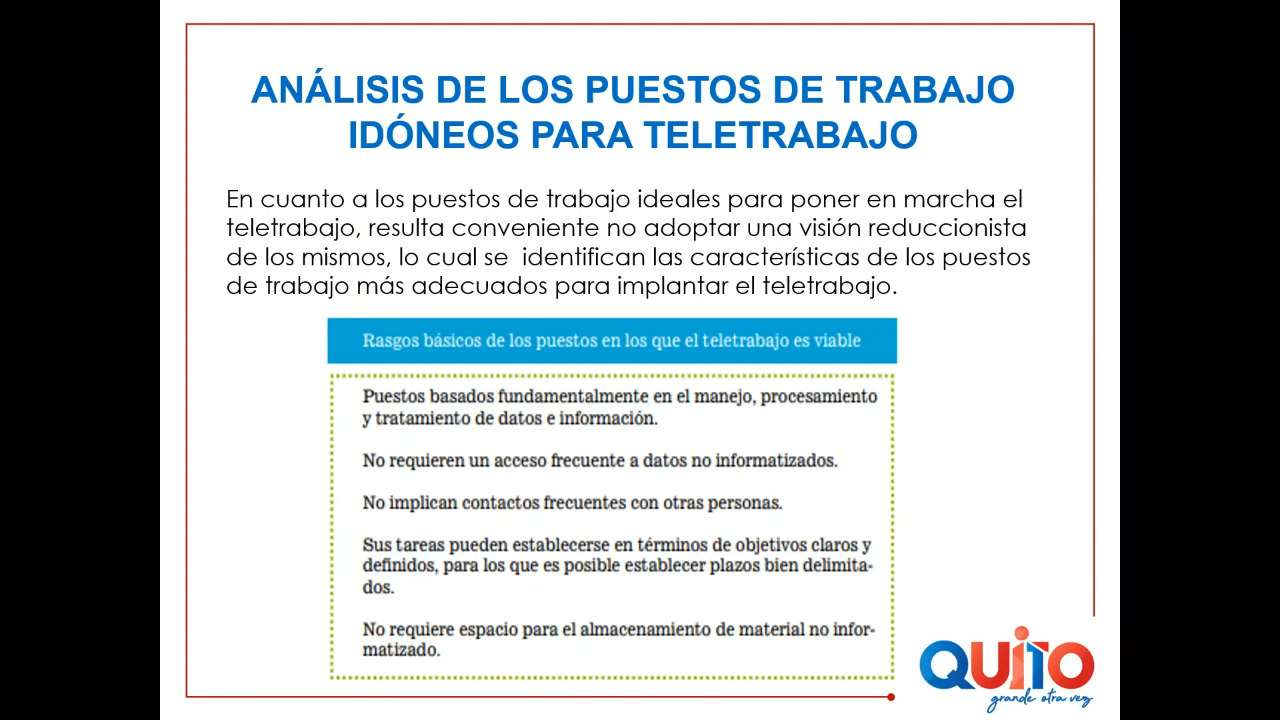 ANÁLISIS DE LOS PUESTOS DE TRABAJO
IDÓNEOS PARA TELETRABAJO
En cuanto a los puestos de trabajo ideales para poner en marcha el
teletrabajo, resulta conveniente no adoptar una visión reduccionista
de los mismos, lo cual se  identifican las características de los puestos
de trabajo más adecuados para implantar el teletrabajo.
Rasgos básicos de los puestos en los que el teletrabajo es viable
Puestos basados fundamentalmente en el manejo, procesamiento
y tratamiento de datos e información.
No requieren un acceso frecuente a datos no informatizados.
No implican contactos frecuentes con otras personas.
Sus tareas pueden establecerse en términos de objetivos claros y
definidos, para los que es posible establecer plazos bien delimita-
dos.
No requiere espacio para el almacenamiento de material no infor-
matizado.
QUITO
grande otra vez